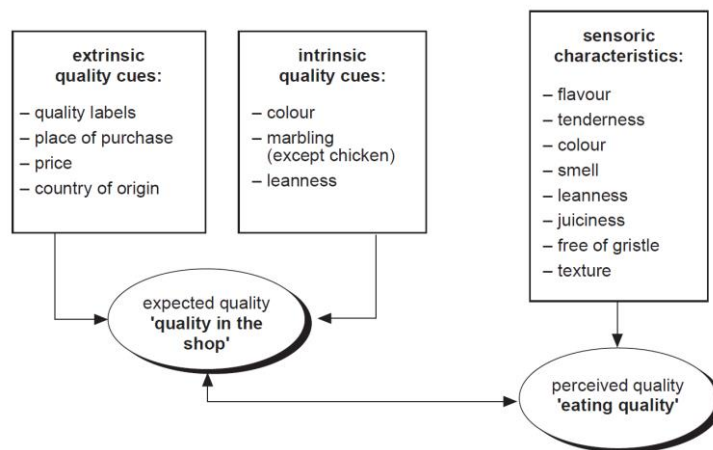 extrinsic
quality cues:
– quality labels
– place of purchase
– price
– country of origin
intrinsic
quality cues:
– colour
– marbling
(except chicken)
– leanness
sensoric
characteristics:
– flavour
– tenderness
– colour
– smell
– leanness
– juiciness
– free of gristle
– texture
expected quality
'quality in the
shop'
perceived quality
'eating quality'